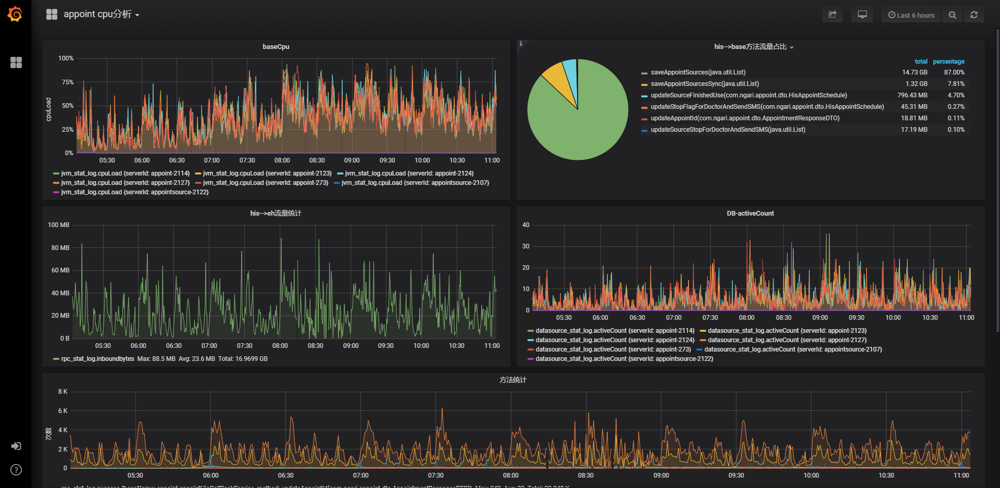 appoint cpu分析
Last 6 hours
baseCpu
100%
75%
50%
25%
0%
cpuLoad
05:30 06:00 06:30 07:00 07:30 08:00 08:30 09:00 09:30 10:00 10:30 11:00
jvm_stat_log.cpuLoad {serverId: appoint-2114} jvm_stat_log.cpuLoad {serverId: appoint-2123} jvm_stat_log.cpuLoad {serverId: appoint-2124}
jvm_stat_log.cpuLoad {serverId: appoint-2127} jvm_stat_log.cpuLoad {serverId: appoint-273} jvm_stat_log.cpuLoad {serverId: appointsource-2107}
jvm_stat_log.cpuLoad {serverId: appointsource-2122}
i
his-->base方法流量占比
total percentage
saveAppointSources(java.util.List) 14.73 GB 87.00%
saveAppointSourcesSync(java.util.List) 1.32 GB 7.81%
updateSourceFinishedUse(com.ngari.appoint.dto.HisAppointSchedule) 796.43 MB 4.70%
updateStopFlagForDoctorAndSendSMS(com.ngari.appoint.dto.HisAppointSchedule) 45.31 MB 0.27%
updateAppointId(com.ngari.appoint.dto.AppointmentResponseDTO) 18.81 MB 0.11%
updateSourceStopForDoctorAndSendSMS(java.util.List) 17.19 MB 0.10%
his-->eh流量统计
100 MB
80 MB
60 MB
40 MB
20 MB
0 B
05:30 06:00 06:30 07:00 07:30 08:00 08:30 09:00 09:30 10:00 10:30 11:00
rpc_stat_log.inboundbytes Max: 88.5 MB Avg: 23.6 MB Total: 16.9699 GB
DB-activeCount
40
30
20
10
0
05:30 06:00 06:30 07:00 07:30 08:00 08:30 09:00 09:30 10:00 10:30 11:00
datasource_stat_log.activeCount {serverId: appoint-2114} datasource_stat_log.activeCount {serverId: appoint-2123}
datasource_stat_log.activeCount {serverId: appoint-2124} datasource_stat_log.activeCount {serverId: appoint-2127}
datasource_stat_log.activeCount {serverId: appoint-273} datasource_stat_log.activeCount {serverId: appointsource-2107}
datasource_stat_log.activeCount {serverId: appointsource-2122}
方法统计
8 K
6 K
4 K
2 K
0
次数
05:30 06:00 06:30 07:00 07:30 08:00 08:30 09:00 09:30 10:00 10:30 11:00
?